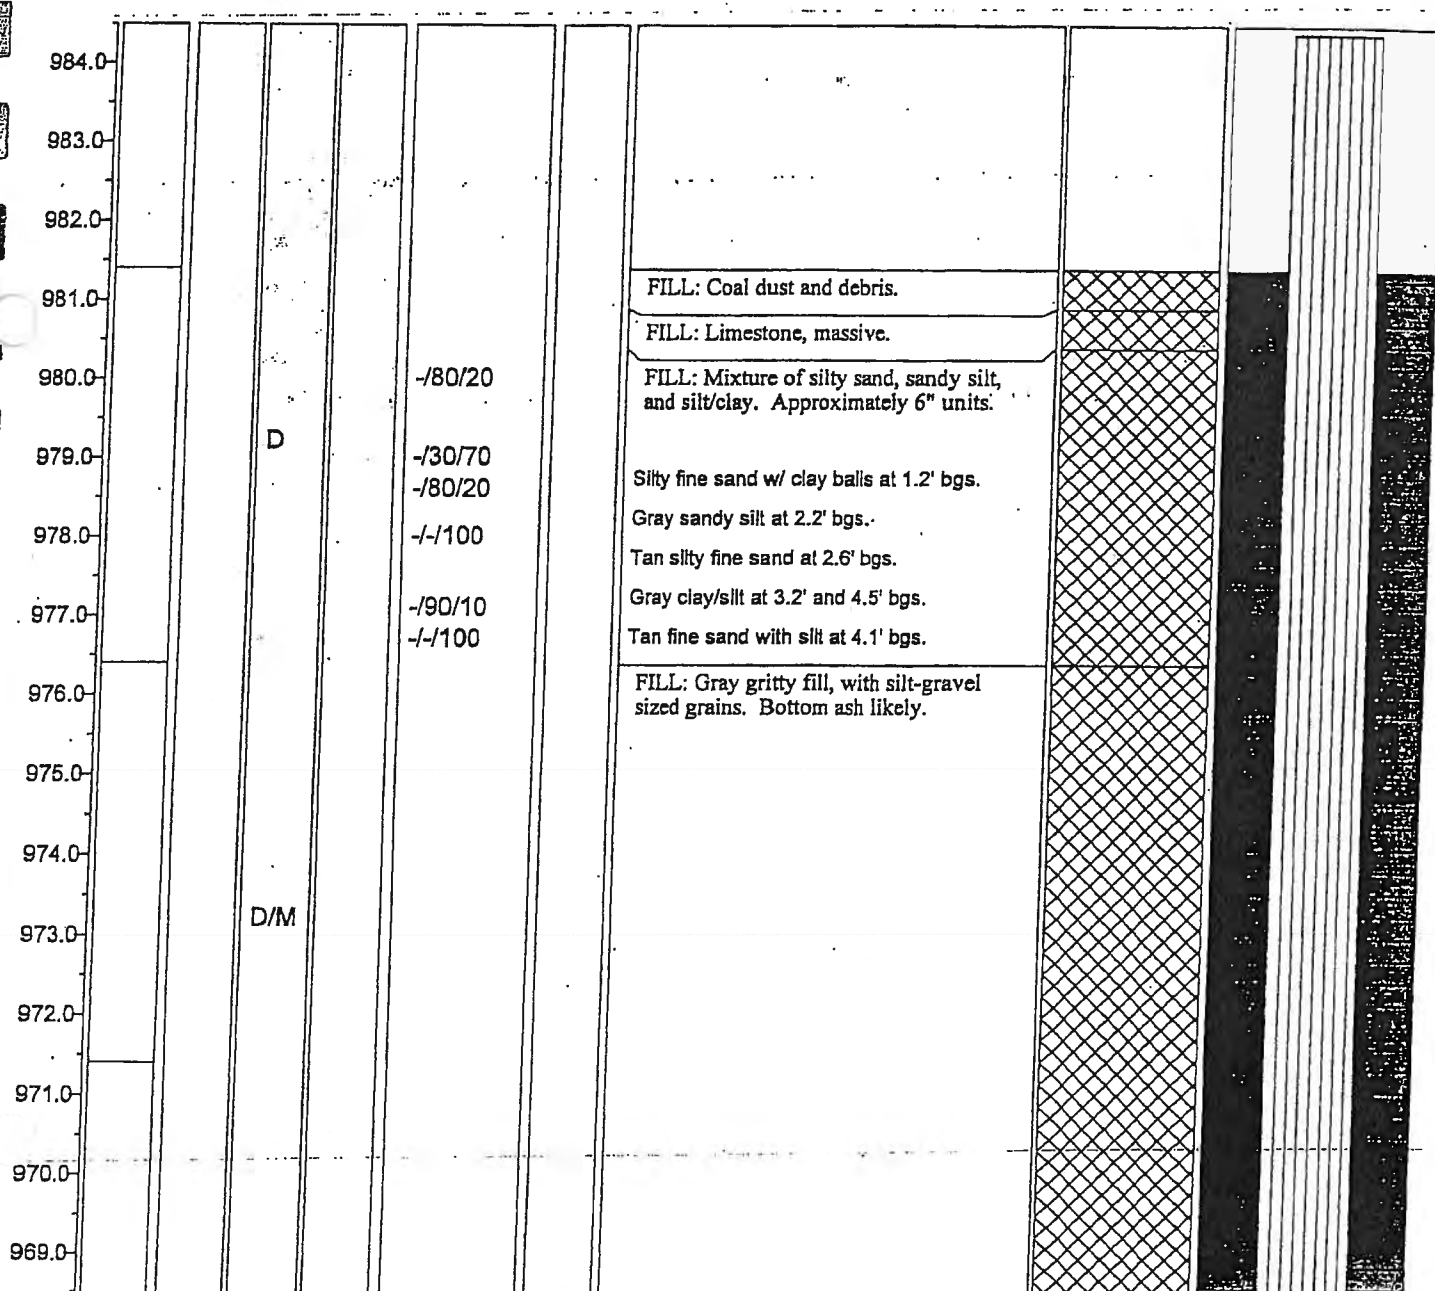 984.0
983.0
982.0
981.0
980.0
979.0
978.0
977.0
976.0
975.0
974.0
973.0
972.0
971.0
970.0
969.0
D
D/M
-/80/20
-/30/70
-/80/20
-/-/100
-/90/10
-/-/100
FILL: Coal dust and debris.
FILL: Limestone, massive.
FILL: Mixture of silty sand, sandy silt,
and silt/clay. Approximately 6" units.
Silty fine sand w/ clay balls at 1.2' bgs.
Gray sandy silt at 2.2' bgs.
Tan silty fine sand at 2.6' bgs.
Gray clay/silt at 3.2' and 4.5' bgs.
Tan fine sand with silt at 4.1' bgs.
FILL: Gray gritty fill, with silt-gravel
sized grains. Bottom ash likely.